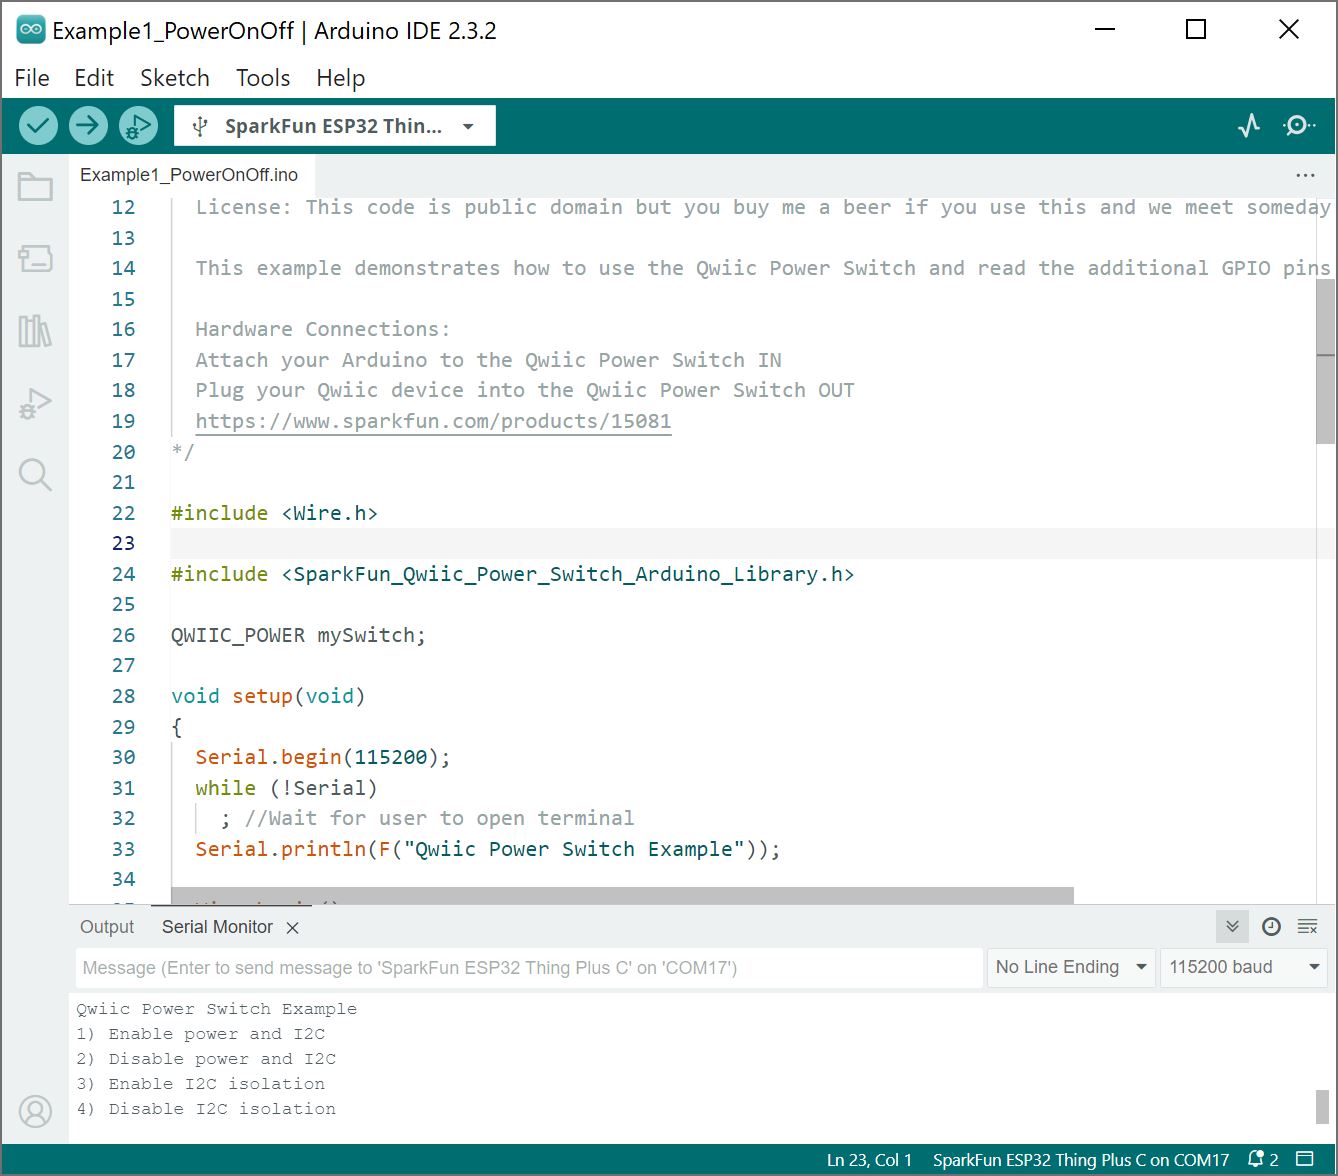 Example1_PowerOnOff | Arduino IDE 2.3.2
File Edit Sketch Tools Help
SparkFun ESP32 Thin...
Example1_PowerOnOff.ino
12 License: This code is public domain but you buy me a beer if you use this and we meet someday
13
14 This example demonstrates how to use the Qwiic Power Switch and read the additional GPIO pins
15
16 Hardware Connections:
17 Attach your Arduino to the Qwiic Power Switch IN
18 Plug your Qwiic device into the Qwiic Power Switch OUT
19 https://www.sparkfun.com/products/15081
20 */
21
22 #include <Wire.h>
23
24 #include <SparkFun_Qwiic_Power_Switch_Arduino_Library.h>
25
26 QWIIC_POWER mySwitch;
27
28 void setup(void)
29 {
30 Serial.begin(115200);
31 while (!Serial)
32 ; //Wait for user to open terminal
33 Serial.println(F("Qwiic Power Switch Example"));
34
Output Serial Monitor
Message (Enter to send message to 'SparkFun ESP32 Thing Plus C' on 'COM17') No Line Ending 115200 baud
Qwiic Power Switch Example
1) Enable power and I2C
2) Disable power and I2C
3) Enable I2C isolation
4) Disable I2C isolation
Ln 23, Col 1 SparkFun ESP32 Thing Plus C on COM17 2